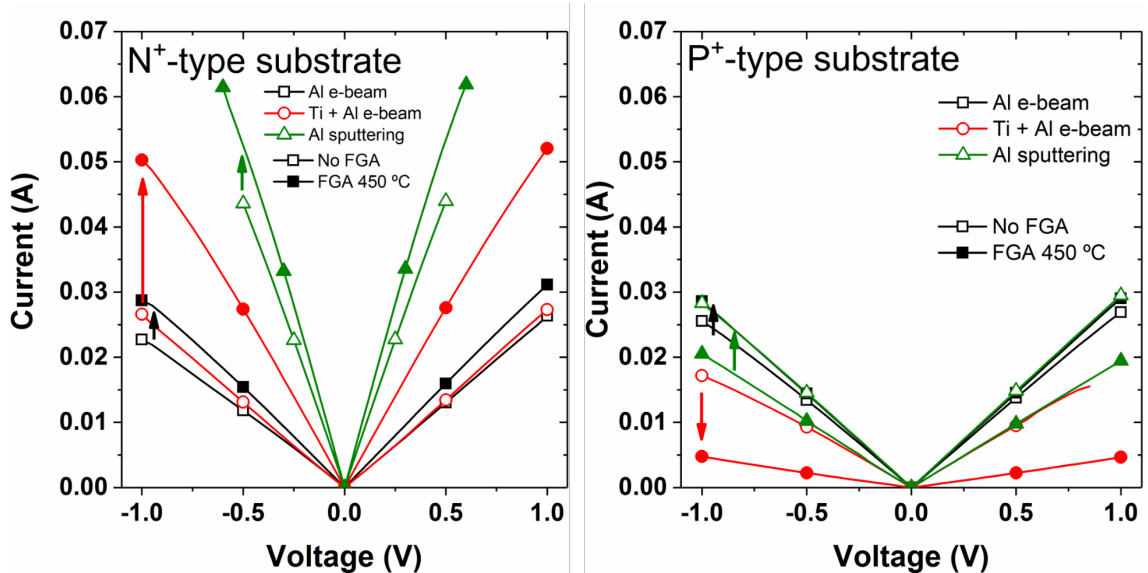 N⁺-type substrate
Al e-beam
Ti + Al e-beam
Al sputtering
No FGA
FGA 450 ºC
0.07
0.06
0.05
0.04
0.03
0.02
0.01
0.00
Current (A)
-1.0 -0.5 0.0 0.5 1.0
Voltage (V)
P⁺-type substrate
Al e-beam
Ti + Al e-beam
Al sputtering
No FGA
FGA 450 ºC
0.07
0.06
0.05
0.04
0.03
0.02
0.01
0.00
Current (A)
-1.0 -0.5 0.0 0.5 1.0
Voltage (V)